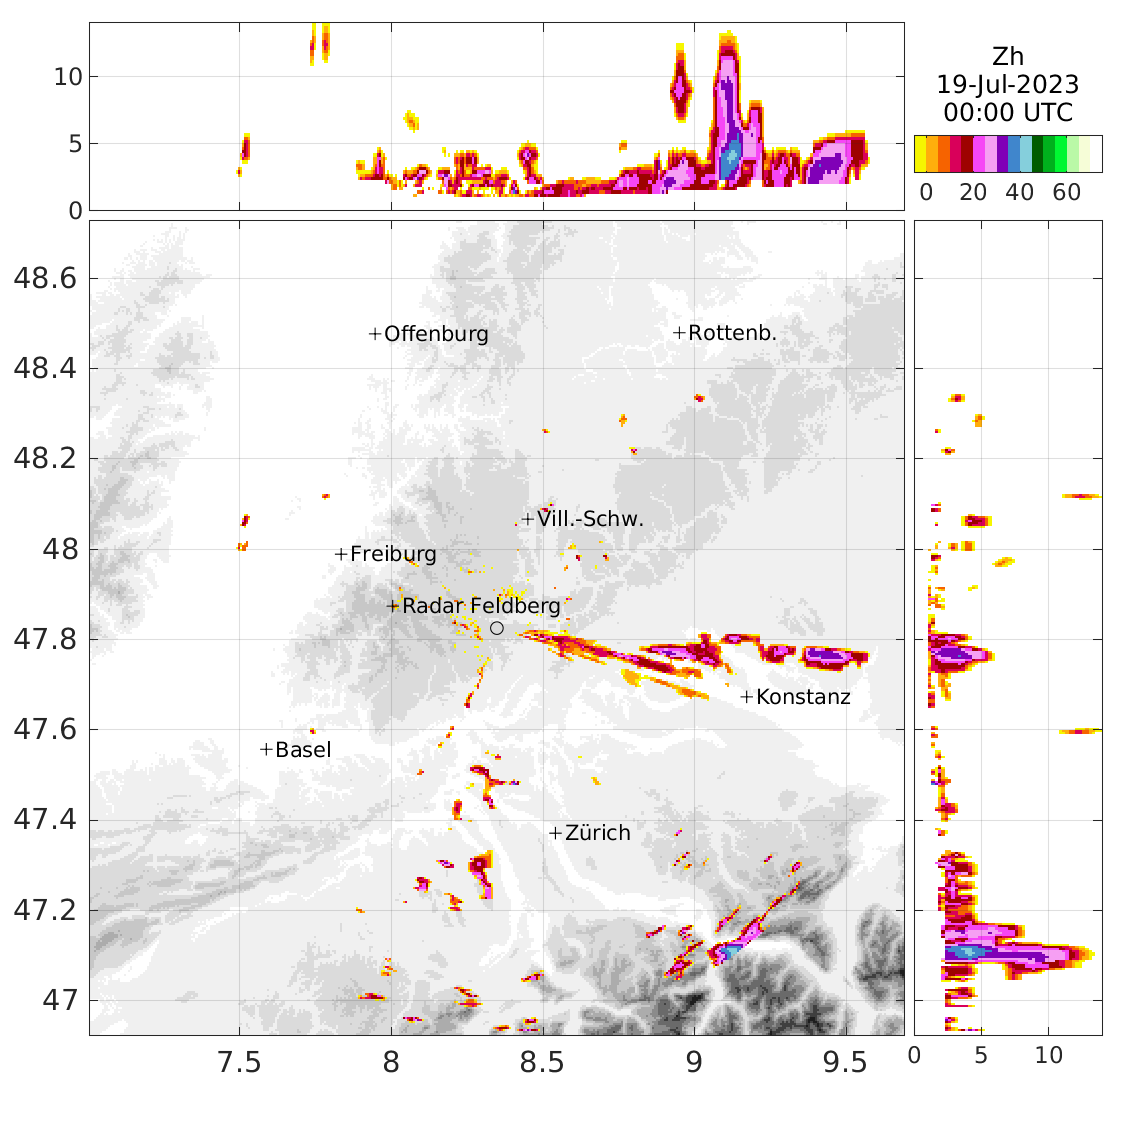 10
5
0
Zh
19-Jul-2023
00:00 UTC
0 20 40 60
48.6
48.4
48.2
48
47.8
47.6
47.4
47.2
47
+Offenburg
+Rottenb.
+Vill.-Schw.
+Freiburg
+Radar Feldberg
+Konstanz
+Basel
+Zürich
7.5 8 8.5 9 9.5
0 5 10